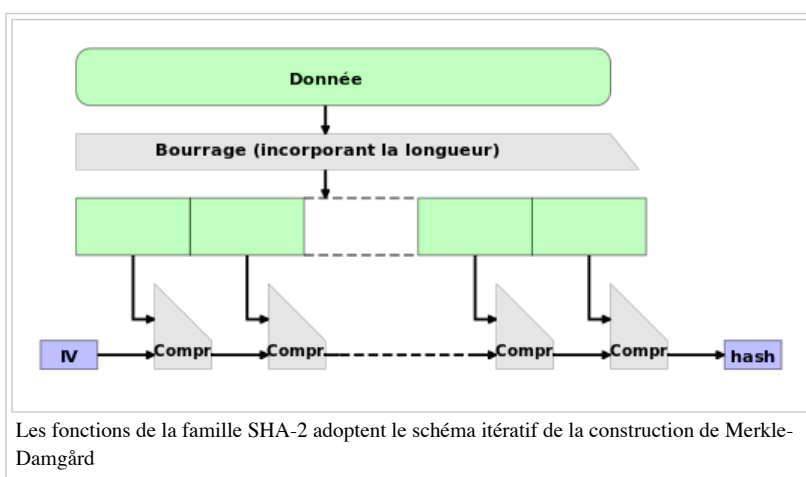 Donnée
Bourrage (incorporant la longueur)
IV
Compr
Compr
Compr
Compr
hash
Les fonctions de la famille SHA-2 adoptent le schéma itératif de la construction de Merkle-
Damgård